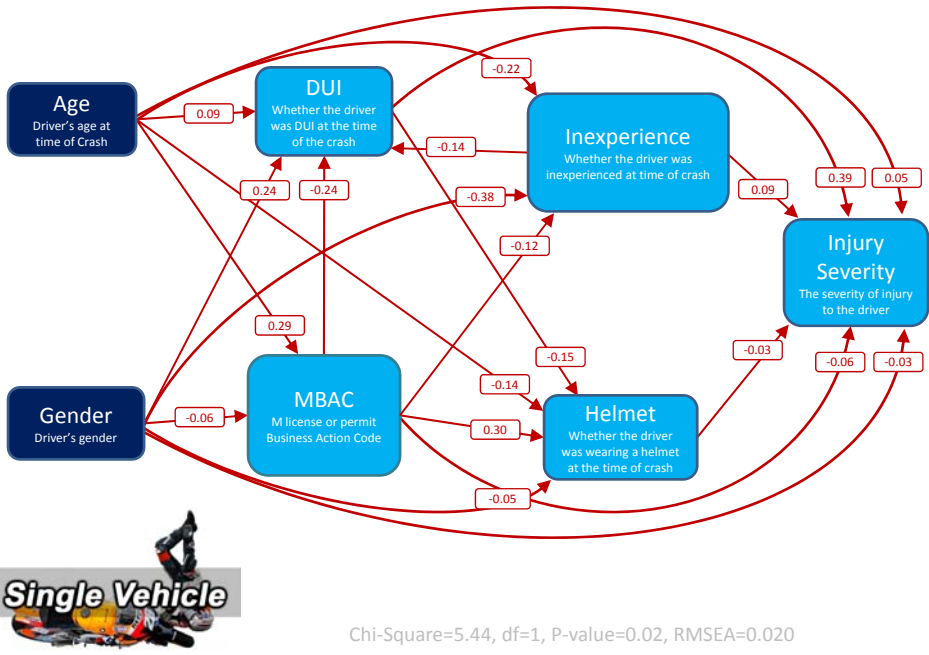 -0.22
Age
Driver's age at
time of Crash
0.09
DUI
Whether the driver
was DUI at the time
of the crash
-0.14
Inexperience
Whether the driver was
inexperienced at time of crash
0.09
0.39
0.05
0.24
-0.24
-0.38
-0.12
Injury
Severity
The severity of injury
to the driver
0.29
-0.15
-0.14
-0.03
-0.06
-0.03
Gender
Driver's gender
-0.06
MBAC
M license or permit
Business Action Code
0.30
Helmet
Whether the driver
was wearing a helmet
at the time of crash
-0.05
Single Vehicle
Chi-Square=5.44, df=1, P-value=0.02, RMSEA=0.020